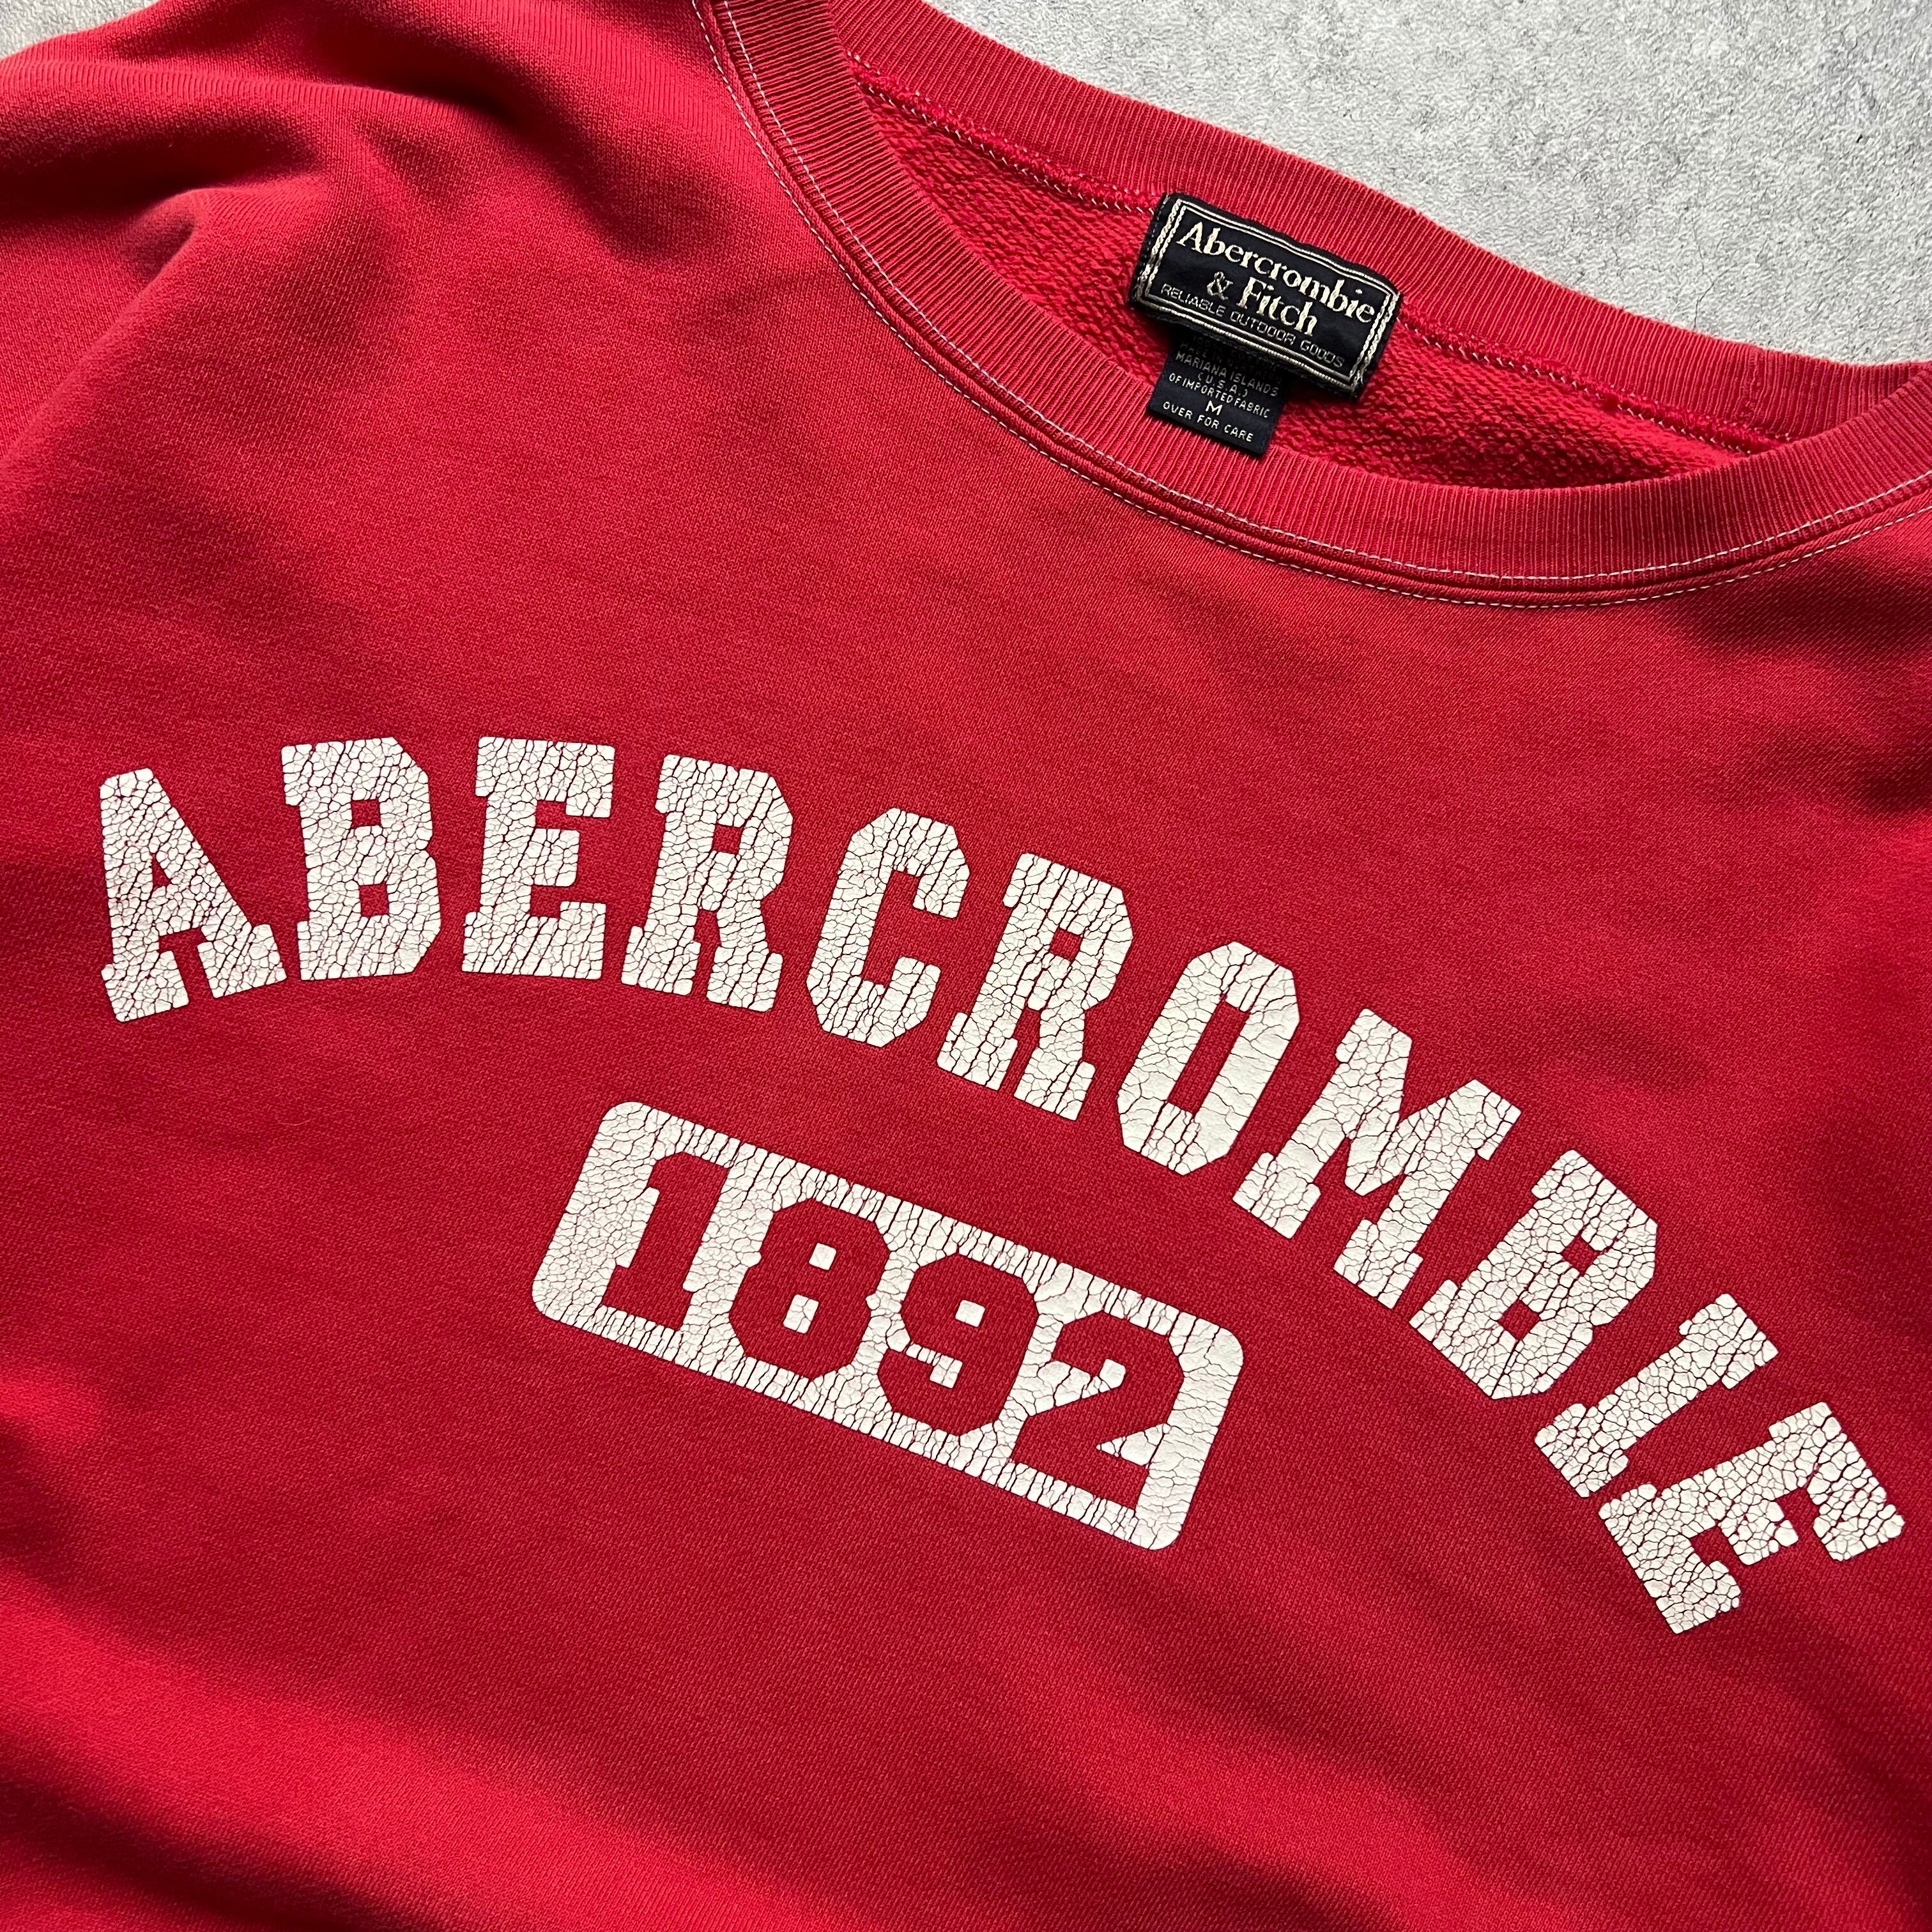 Abercrombie
& Fitch
RELIABLE OUTDOOR GOODS
MARIANA ISLANDS
(U.S.A.)
OF IMPORTED FABRIC
M
OVER FOR CARE
ABERCROMBIE
1892